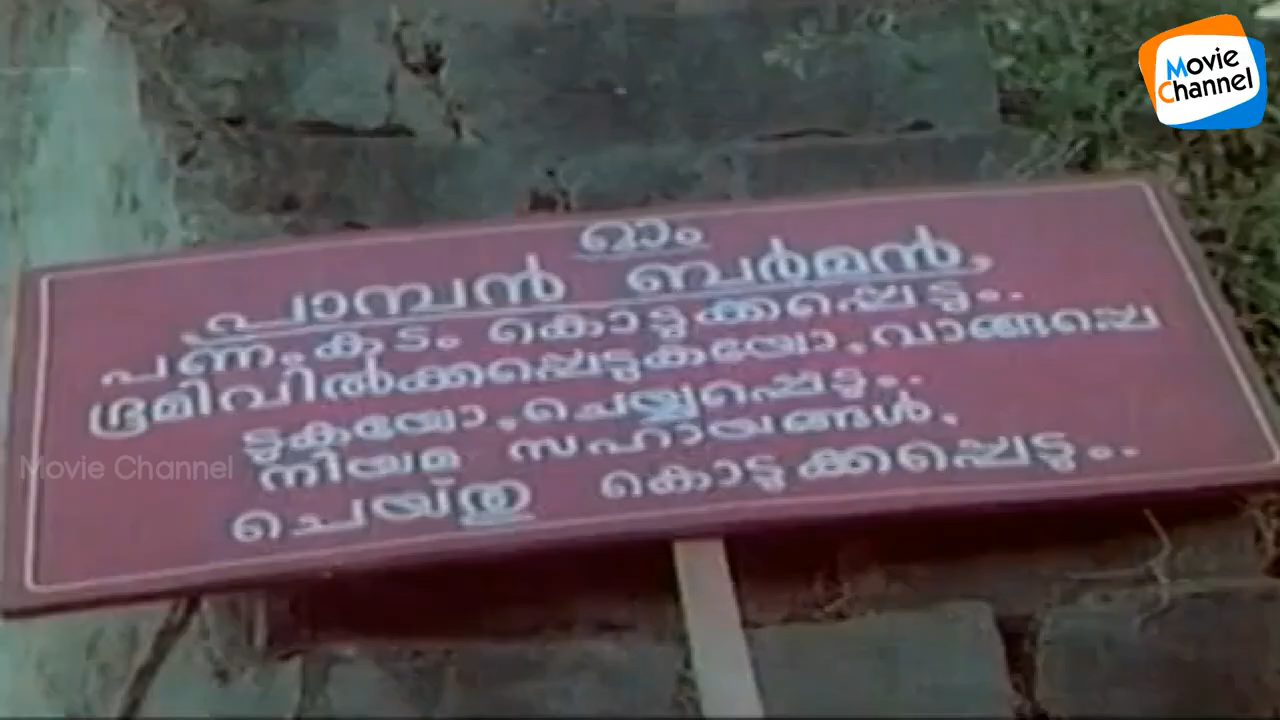 Movie
Channel
ഓം
പാമ്പൻ ബർമൻ,
പണം, കടം കൊടുക്കപ്പെടും..
ഭൂമിവിൽക്കപ്പെടുകയോ, വാങ്ങപ്പെ
ടുകയോ, ചെയ്യപ്പെടും..
നിയമ സഹായങ്ങൾ,
ചെയ്തു കൊടുക്കപ്പെടും..
Movie Channel